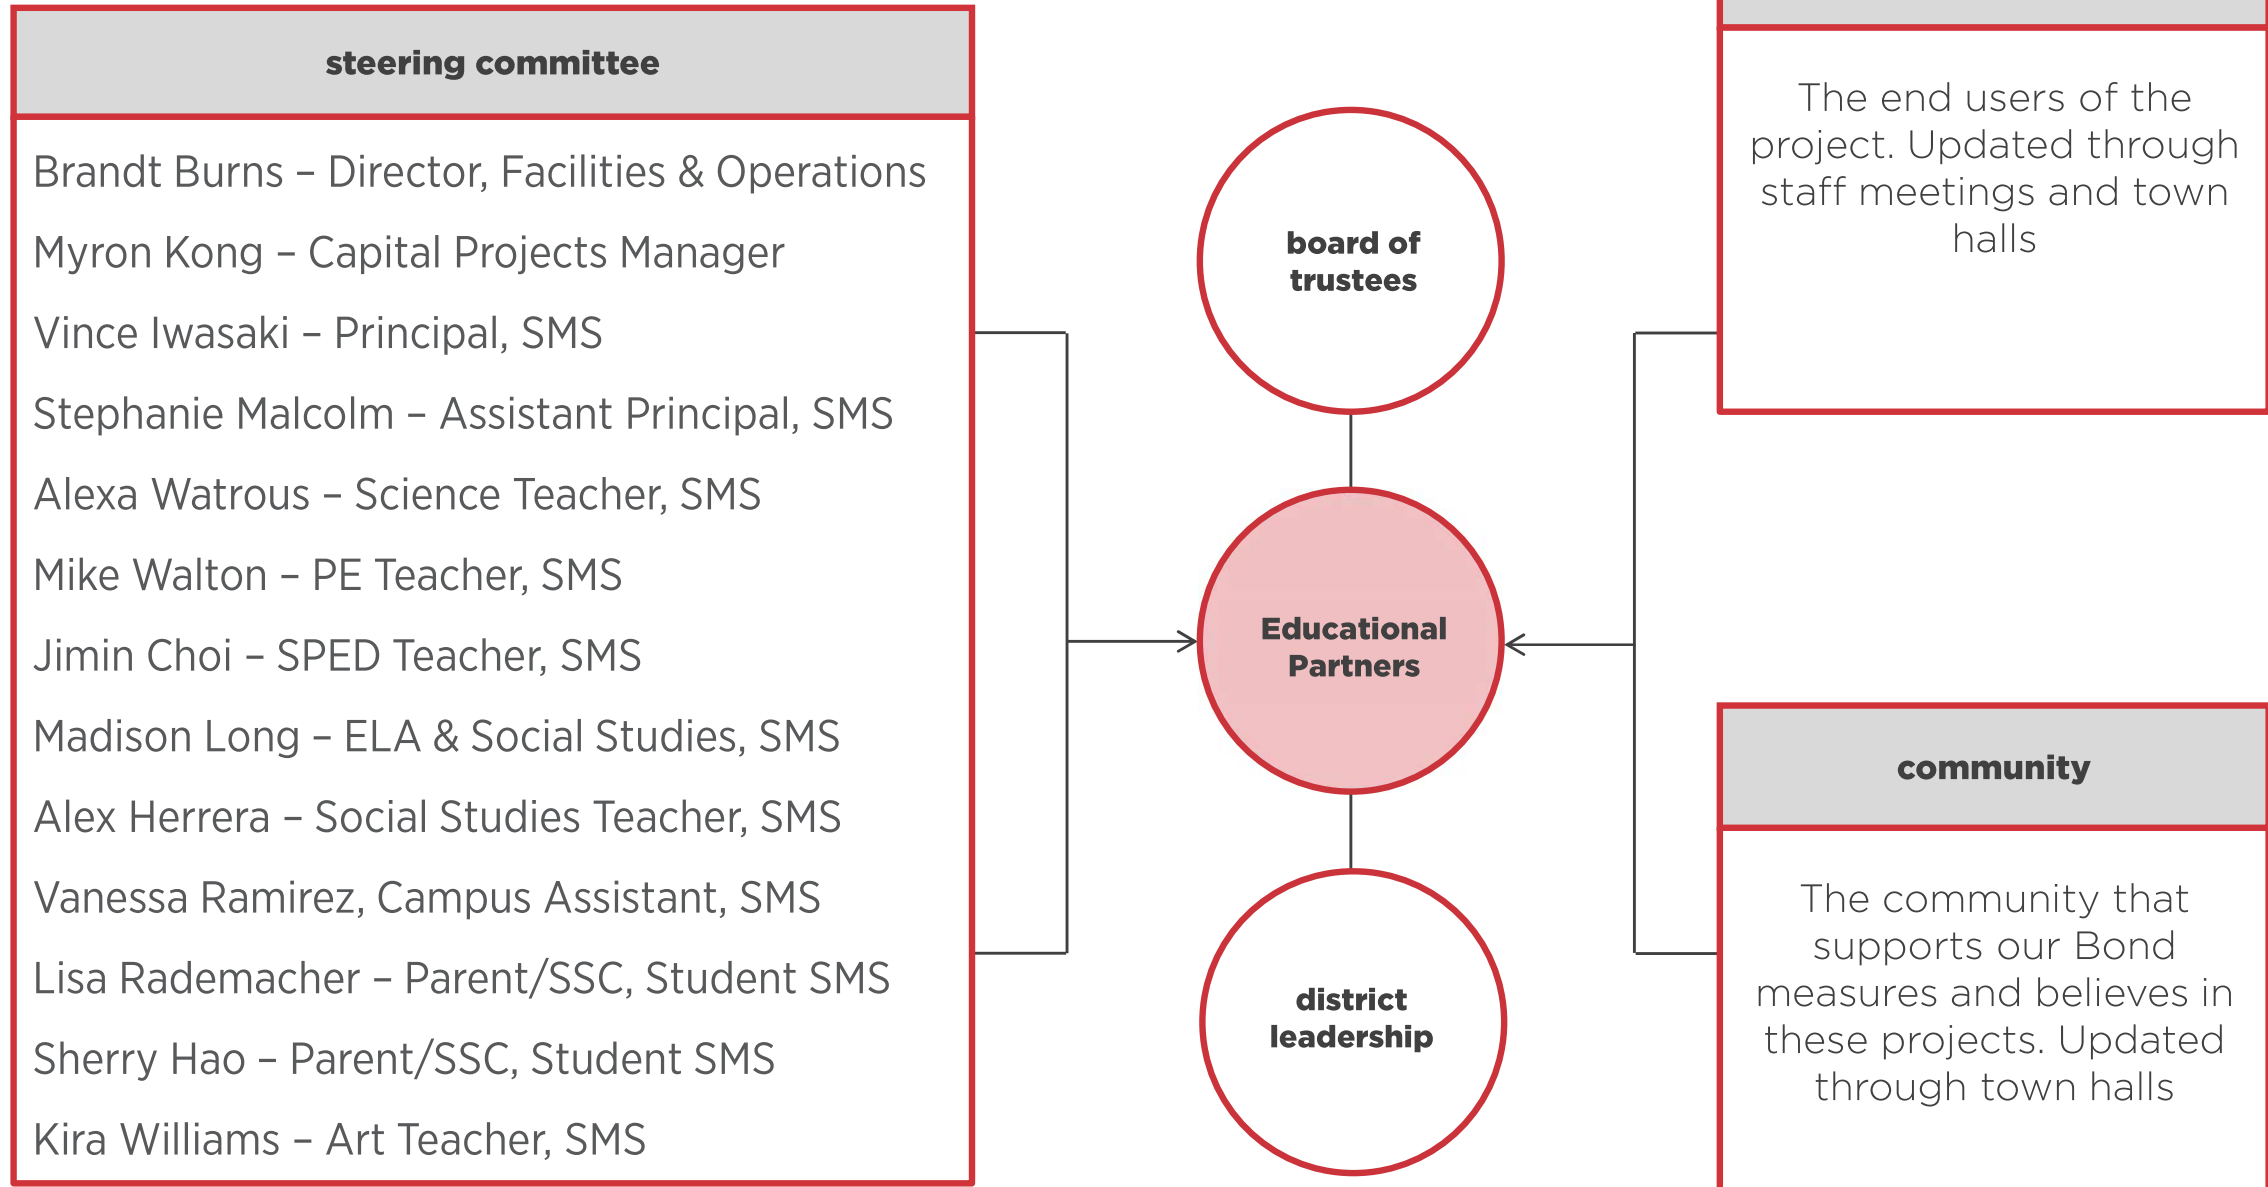 steering committee
Brandt Burns – Director, Facilities & Operations
Myron Kong – Capital Projects Manager
Vince Iwasaki – Principal, SMS
Stephanie Malcolm – Assistant Principal, SMS
Alexa Watrous – Science Teacher, SMS
Mike Walton – PE Teacher, SMS
Jimin Choi – SPED Teacher, SMS
Madison Long – ELA & Social Studies, SMS
Alex Herrera – Social Studies Teacher, SMS
Vanessa Ramirez, Campus Assistant, SMS
Lisa Rademacher – Parent/SSC, Student SMS
Sherry Hao – Parent/SSC, Student SMS
Kira Williams – Art Teacher, SMS
board of
trustees
Educational
Partners
district
leadership
The end users of the
project. Updated through
staff meetings and town
halls
community
The community that
supports our Bond
measures and believes in
these projects. Updated
through town halls